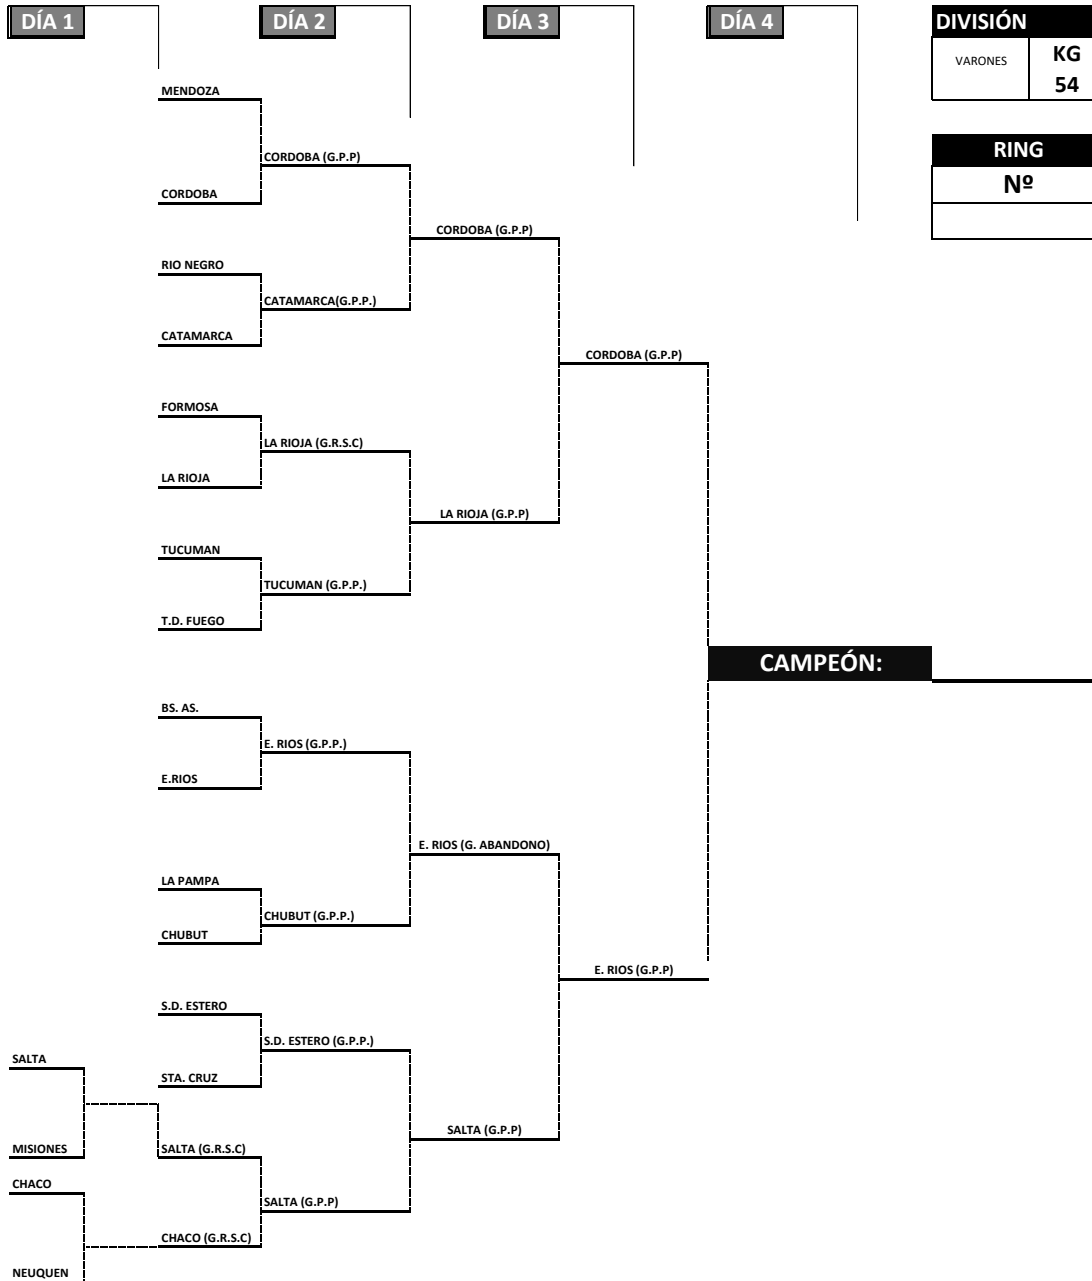 DÍA 1 DÍA 2 DÍA 3 DÍA 4 DIVISIÓN
VARONES KG
54
MENDOZA
RING
CORDOBA (G.P.P)
Nº
CORDOBA
CORDOBA (G.P.P)
RIO NEGRO
CATAMARCA(G.P.P.)
CATAMARCA
CORDOBA (G.P.P)
FORMOSA
LA RIOJA (G.R.S.C)
LA RIOJA
LA RIOJA (G.P.P)
TUCUMAN
TUCUMAN (G.P.P.)
T.D. FUEGO
CAMPEÓN:
BS. AS.
E. RIOS (G.P.P.)
E.RIOS
E. RIOS (G. ABANDONO)
LA PAMPA
CHUBUT (G.P.P.)
CHUBUT
E. RIOS (G.P.P)
S.D. ESTERO
S.D. ESTERO (G.P.P.)
SALTA
STA. CRUZ
SALTA (G.P.P)
MISIONES SALTA (G.R.S.C)
CHACO
SALTA (G.P.P)
CHACO (G.R.S.C)
NEUQUEN